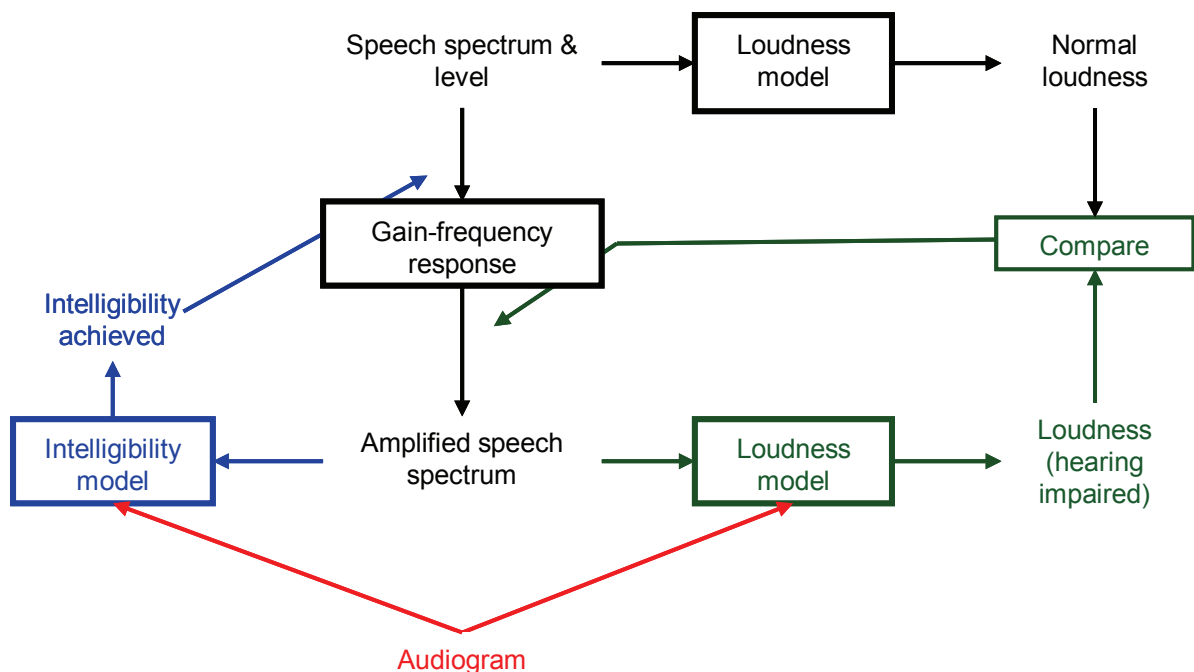 Speech spectrum &
level
Loudness
model
Normal
loudness
Gain-frequency
response
Compare
Intelligibility
achieved
Intelligibility
model
Amplified speech
spectrum
Loudness
model
Loudness
(hearing
impaired)
Audiogram